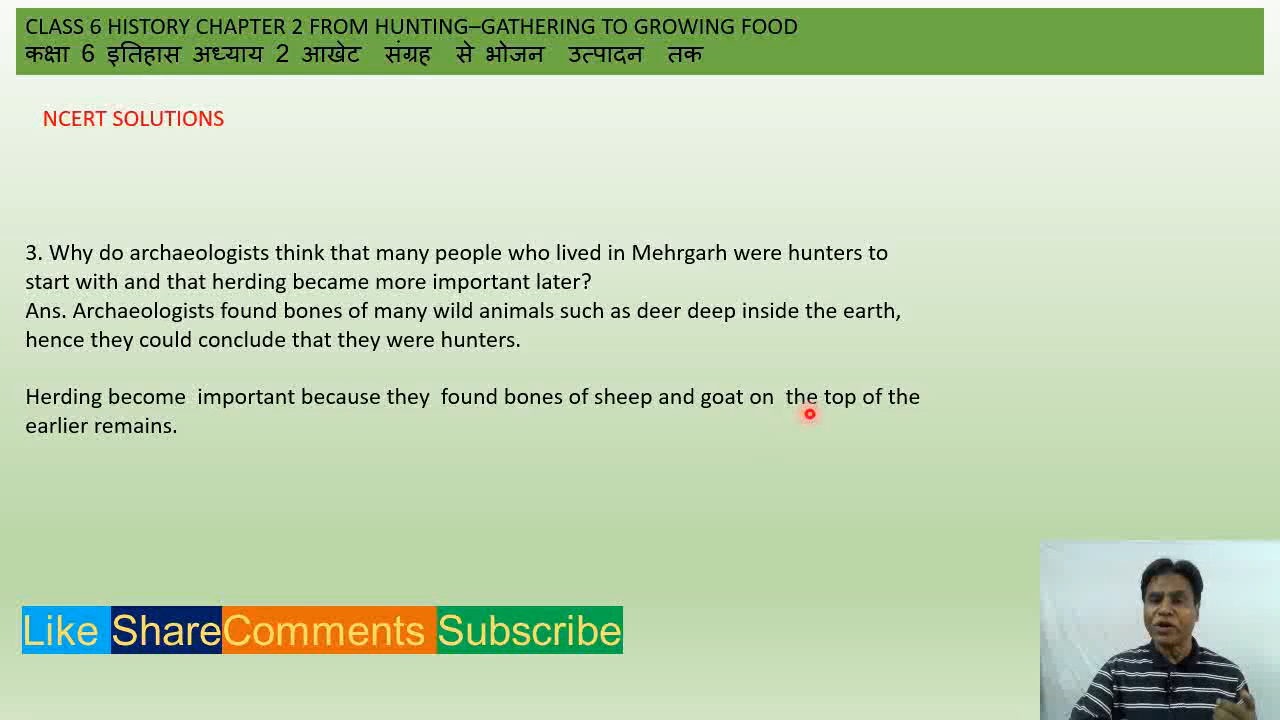 CLASS 6 HISTORY CHAPTER 2 FROM HUNTING–GATHERING TO GROWING FOOD
कक्षा 6 इतिहास अध्याय 2 आखेट संग्रह से भोजन उत्पादन तक
NCERT SOLUTIONS
3. Why do archaeologists think that many people who lived in Mehrgarh were hunters to
start with and that herding became more important later?
Ans. Archaeologists found bones of many wild animals such as deer deep inside the earth,
hence they could conclude that they were hunters.
Herding become important because they found bones of sheep and goat on the top of the
earlier remains.
Like Share Comments Subscribe